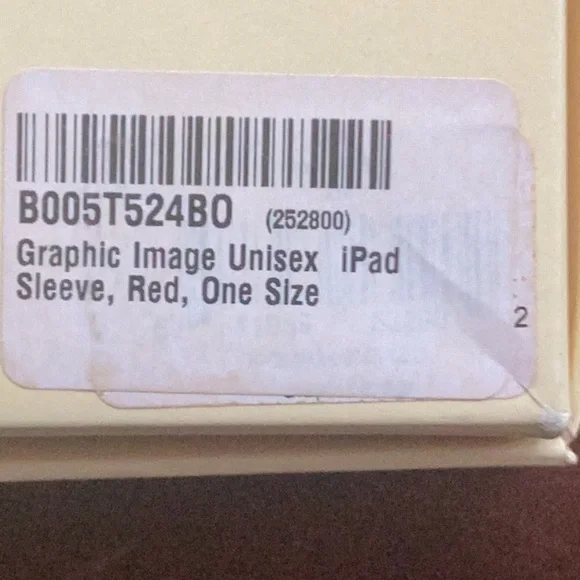 B005T524BO (252800)
Graphic Image Unisex iPad
Sleeve, Red, One Size
2